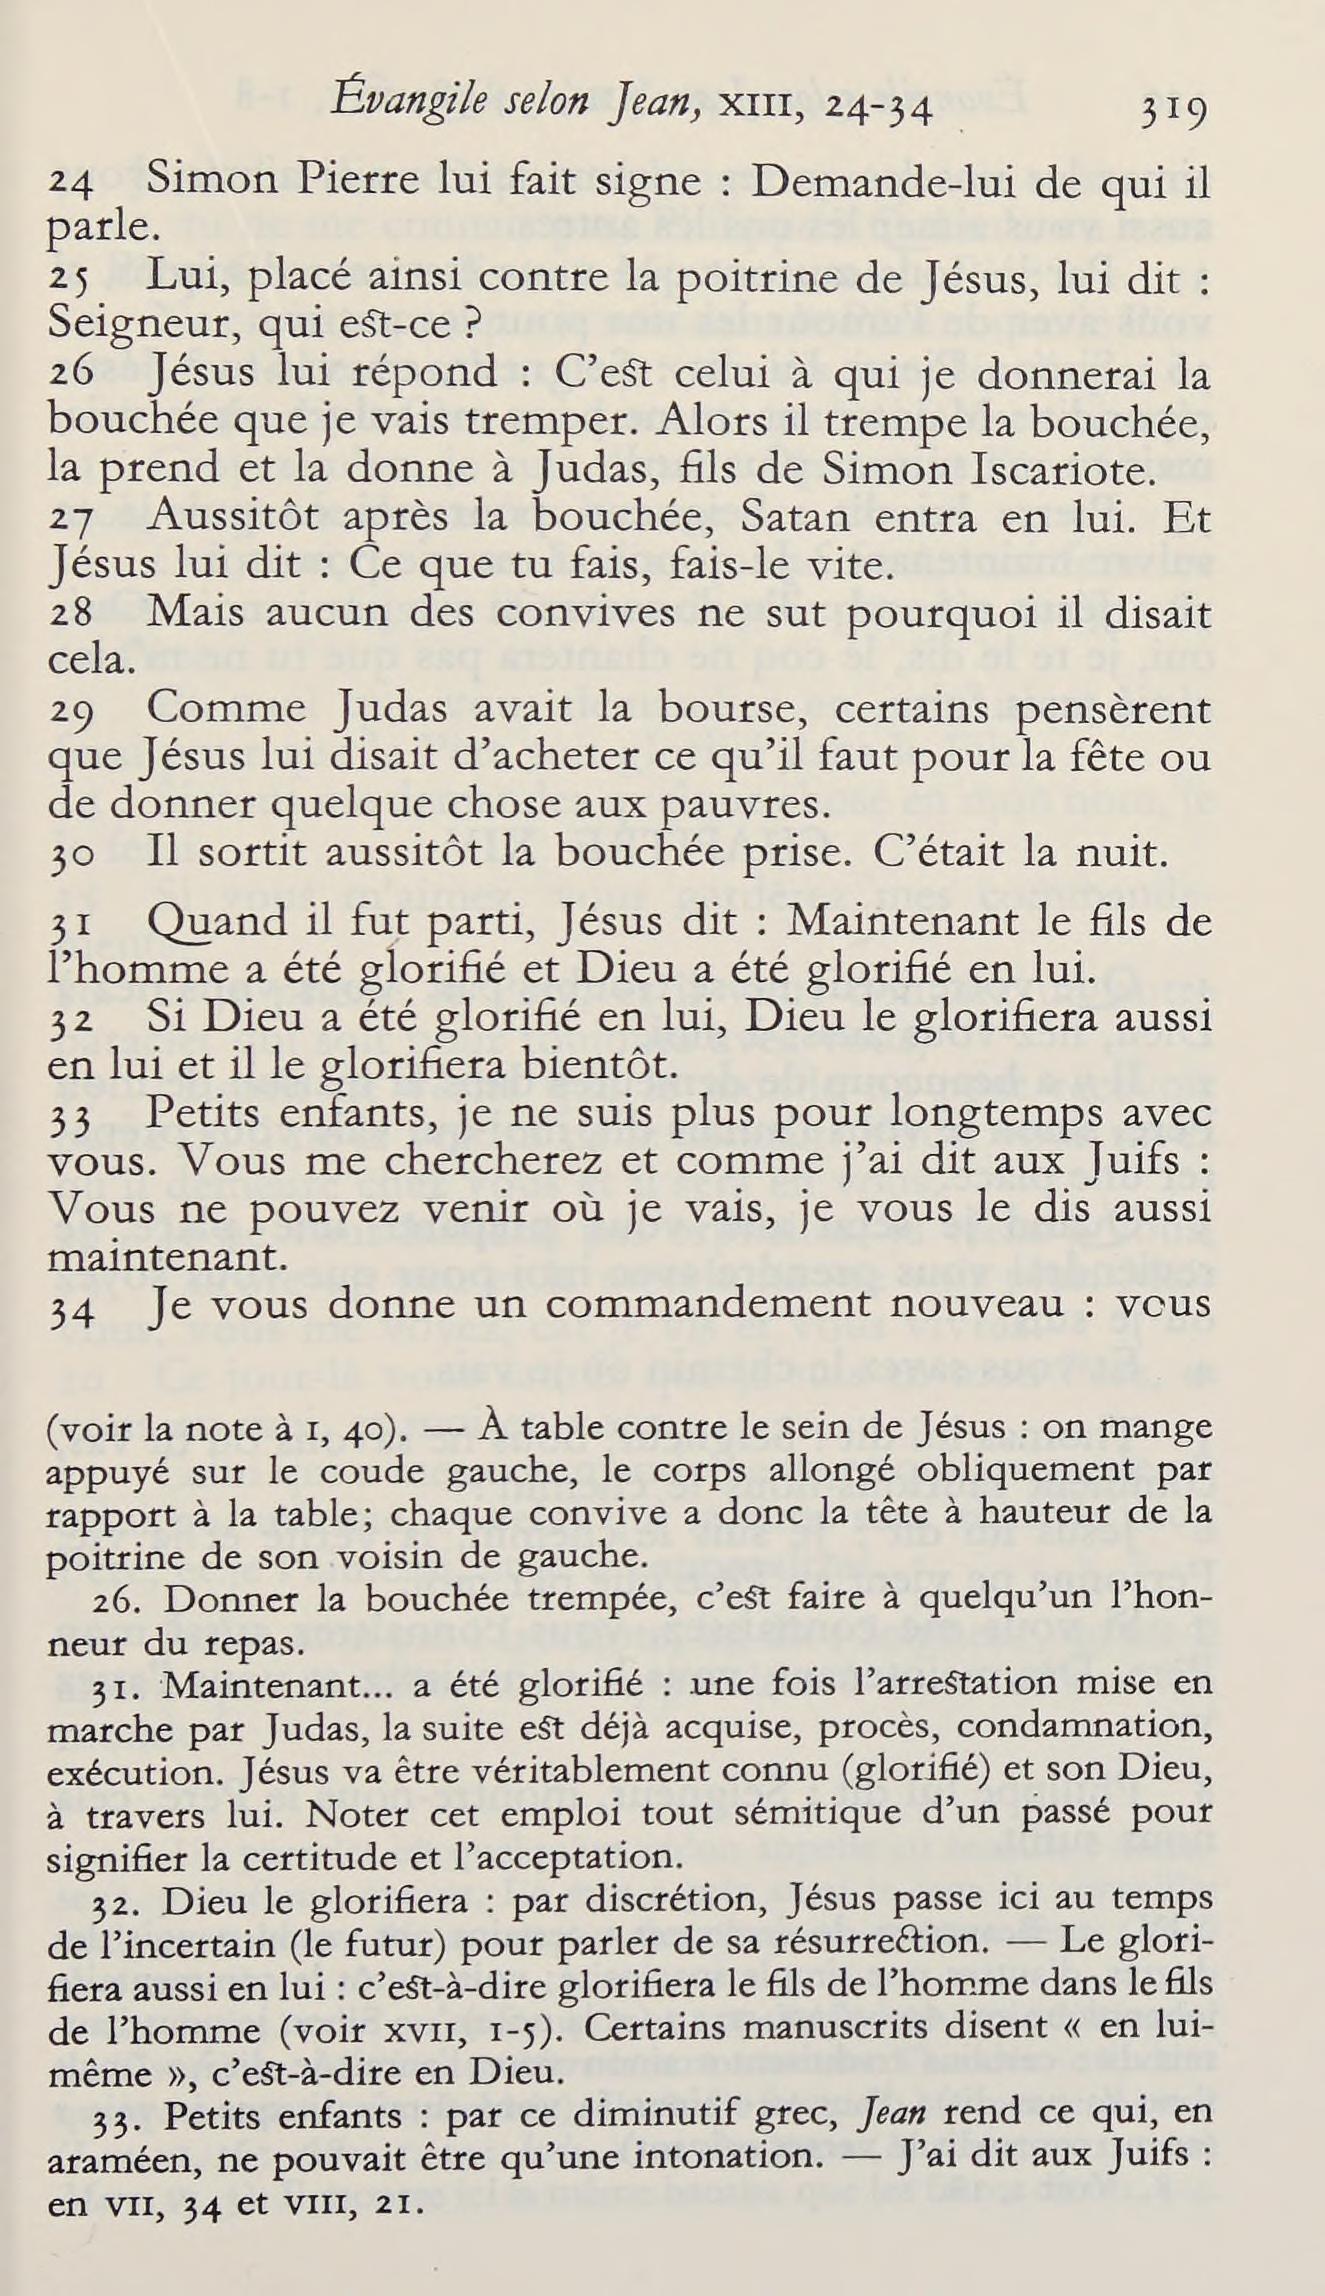 Évangile selon Jean, XIII, 24-34 319
24 Simon Pierre lui fait signe : Demande-lui de qui il
parle.
25 Lui, placé ainsi contre la poitrine de Jésus, lui dit :
Seigneur, qui est-ce ?
26 Jésus lui répond : C’est celui à qui je donnerai la
bouchée que je vais tremper. Alors il trempe la bouchée,
la prend et la donne à Judas, fils de Simon Iscariote.
27 Aussitôt après la bouchée, Satan entra en lui. Et
Jésus lui dit : Ce que tu fais, fais-le vite.
28 Mais aucun des convives ne sut pourquoi il disait
cela.
29 Comme Judas avait la bourse, certains pensèrent
que Jésus lui disait d’acheter ce qu’il faut pour la fête ou
de donner quelque chose aux pauvres.
30 Il sortit aussitôt la bouchée prise. C’était la nuit.
31 Quand il fut parti, Jésus dit : Maintenant le fils de
l’homme a été glorifié et Dieu a été glorifié en lui.
32 Si Dieu a été glorifié en lui, Dieu le glorifiera aussi
en lui et il le glorifiera bientôt.
33 Petits enfants, je ne suis plus pour longtemps avec
vous. Vous me chercherez et comme j’ai dit aux Juifs :
Vous ne pouvez venir où je vais, je vous le dis aussi
maintenant.
34 Je vous donne un commandement nouveau : vous
(voir la note à I, 40). — À table contre le sein de Jésus : on mange
appuyé sur le coude gauche, le corps allongé obliquement par
rapport à la table; chaque convive a donc la tête à hauteur de la
poitrine de son voisin de gauche.
26. Donner la bouchée trempée, c’est faire à quelqu’un l’hon-
neur du repas.
31. Maintenant... a été glorifié : une fois l’arrestation mise en
marche par Judas, la suite est déjà acquise, procès, condamnation,
exécution. Jésus va être véritablement connu (glorifié) et son Dieu,
à travers lui. Noter cet emploi tout sémitique d’un passé pour
signifier la certitude et l’acceptation.
32. Dieu le glorifiera : par discrétion, Jésus passe ici au temps
de l’incertain (le futur) pour parler de sa résurrection. — Le glori-
fiera aussi en lui : c’est-à-dire glorifiera le fils de l’homme dans le fils
de l’homme (voir XVII, 1-5). Certains manuscrits disent « en lui-
même », c’est-à-dire en Dieu.
33. Petits enfants : par ce diminutif grec, Jean rend ce qui, en
araméen, ne pouvait être qu’une intonation. — J’ai dit aux Juifs :
en VII, 34 et VIII, 21.